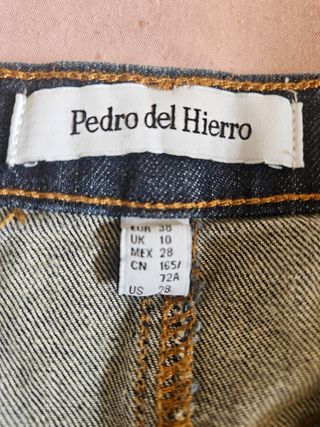 Pedro del Hierro
EUR 38
UK 10
MEX 28
CN 165/
72A
US 28